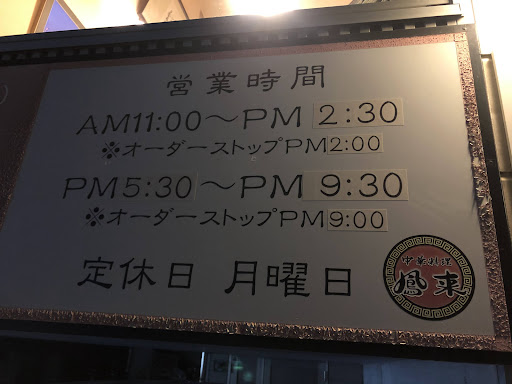 営業時間
AM11:00～PM 2:30
※オーダーストップPM2:00
PM5:30～PM 9:30
※オーダーストップPM9:00
定休日 月曜日
中華料理
鳳来